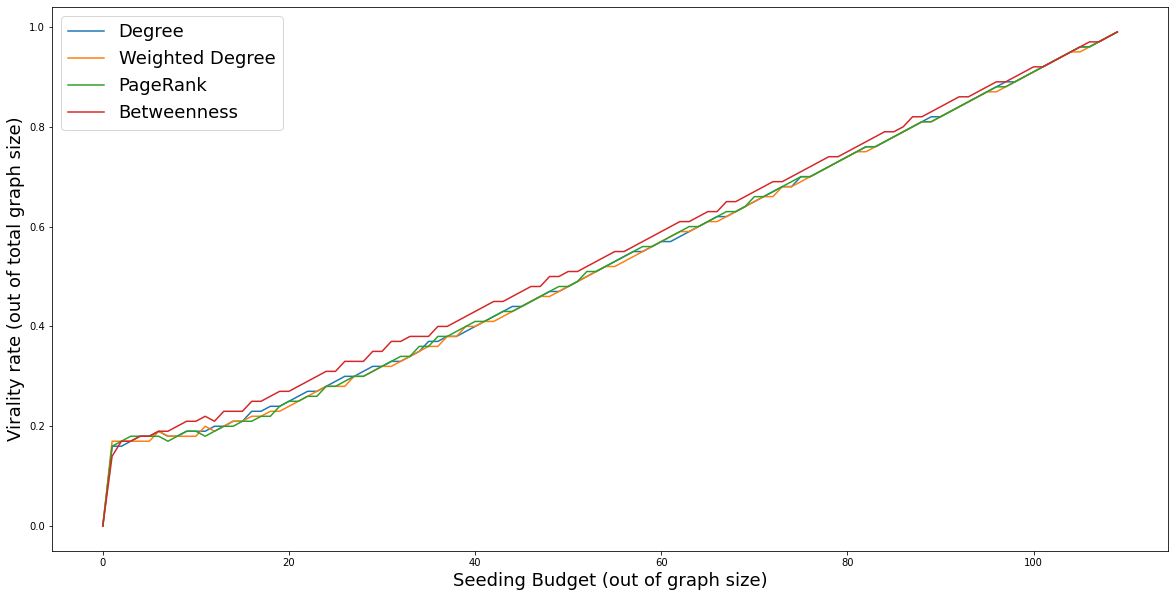 Degree
Weighted Degree
PageRank
Betweenness
Virality rate (out of total graph size)
1.0
0.8
0.6
0.4
0.2
0.0
0
20
40
60
80
100
Seeding Budget (out of graph size)